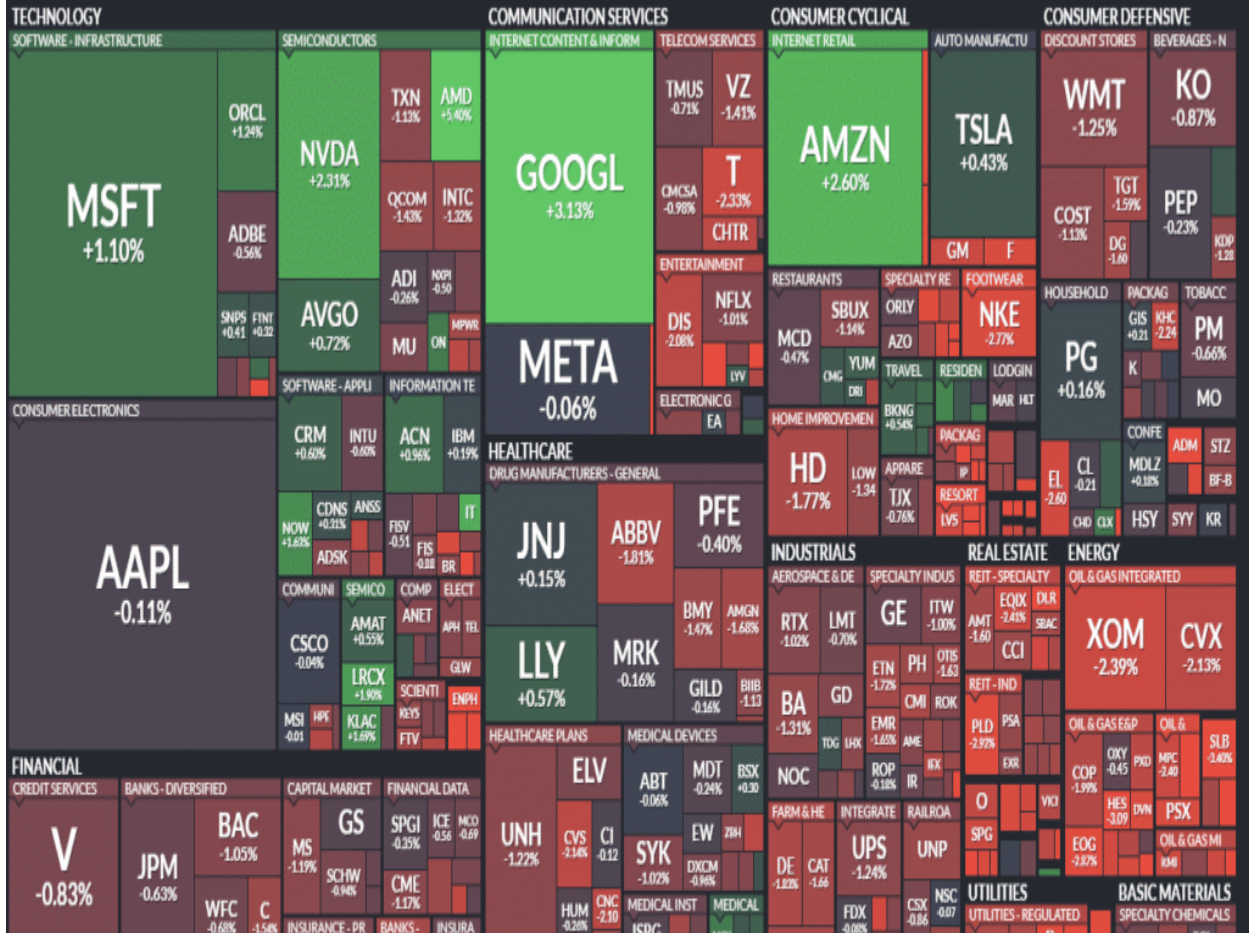 TECHNOLOGY
SOFTWARE - INFRASTRUCTURE
MSFT
+1.10%
ORCL
+1.24%
ADBE
-0.56%
SNPS
+0.41
FTNT
+0.32
SEMICONDUCTORS
NVDA
+2.31%
AVGO
+0.72%
TXN
-1.13%
AMD
+5.40%
QCOM
-1.43%
INTC
-1.32%
ADI
-0.26%
NXPI
-0.50
MU
ON
MPWR
CONSUMER ELECTRONICS
AAPL
-0.11%
SOFTWARE - APPLI
CRM
+0.60%
INTU
-0.60%
NOW
+1.63%
CDNS
+0.31%
ANSS
ADSK
INFORMATION TE
ACN
+0.96%
IBM
+0.19%
FISV
-0.51
FIS
-0.88
IT
BR
COMMUNI
CSCO
-0.04%
MSI
-0.01
HPE
SEMICO
AMAT
+0.55%
LRCX
+1.90%
KLAC
+1.69%
COMP
ANET
ELECT
APH
TEL
GLW
SCIENTI
KEYS
FTV
ENPH
COMMUNICATION SERVICES
INTERNET CONTENT & INFORM
GOOGL
+3.13%
META
-0.06%
TELECOM SERVICES
TMUS
-0.71%
VZ
-1.41%
CMCSA
-0.98%
T
-2.33%
CHTR
ENTERTAINMENT
DIS
-2.08%
NFLX
-1.01%
LYV
ELECTRONIC G
EA
CONSUMER CYCLICAL
INTERNET RETAIL
AMZN
+2.60%
AUTO MANUFACTU
TSLA
+0.43%
GM
F
RESTAURANTS
MCD
-0.47%
SBUX
-1.14%
CMG
YUM
DRI
SPECIALTY RE
ORLY
AZO
FOOTWEAR
NKE
-2.77%
TRAVEL
BKNG
+0.54%
RESIDEN
LODGIN
MAR
HLT
HOME IMPROVEMEN
HD
-1.77%
LOW
-1.34
PACKAG
IP
APPARE
TJX
-0.76%
RESORT
LVS
CONSUMER DEFENSIVE
DISCOUNT STORES
WMT
-1.25%
COST
-1.13%
TGT
-1.59%
DG
-1.60
BEVERAGES - N
KO
-0.87%
PEP
-0.23%
KDP
-1.28
HOUSEHOLD
PG
+0.16%
EL
-2.60
CL
-0.21
CHD
CLX
PACKAG
GIS
+0.21
KHC
-2.24
K
TOBACC
PM
-0.66%
MO
CONFE
MDLZ
+0.18%
HSY
ADM
STZ
BF-B
SYY
KR
HEALTHCARE
DRUG MANUFACTURERS - GENERAL
JNJ
+0.15%
LLY
+0.57%
ABBV
-1.81%
MRK
-0.16%
PFE
-0.40%
BMY
-1.47%
AMGN
-1.68%
GILD
-0.16%
BIIB
-1.13
HEALTHCARE PLANS
UNH
-1.22%
ELV
CVS
-2.16%
CI
-0.12
HUM
-0.26%
CNC
-2.10
MEDICAL DEVICES
ABT
-0.06%
MDT
-0.24%
BSX
+0.30
SYK
-1.02%
EW
ZBH
DXCM
-0.96%
MEDICAL INST
MEDICAL
INDUSTRIALS
AEROSPACE & DE
RTX
-1.02%
LMT
-0.70%
BA
-1.31%
GD
TDG
LHX
NOC
SPECIALTY INDUS
GE
ITW
-1.00%
ETN
-1.72%
PH
OTIS
-1.63
CMI
ROK
EMR
-1.65%
AME
ROP
-0.18%
IR
IEX
FARM & HE
DE
-1.83%
CAT
-1.66
INTEGRATE
UPS
-1.24%
FDX
-0.08%
RAILROA
UNP
CSX
-0.86
NSC
-0.07
REAL ESTATE
REIT - SPECIALTY
AMT
-1.60
EQIX
-2.41%
DLR
SBAC
CCI
REIT - IND
PLD
-2.92%
PSA
EXR
O
SPG
VICI
ENERGY
OIL & GAS INTEGRATED
XOM
-2.39%
CVX
-2.13%
OIL & GAS E&P
COP
-1.99%
OXY
-0.45
PXD
HES
-3.09
DVN
EOG
-2.87%
OIL &
MPC
-2.40
PSX
SLB
-3.40%
OIL & GAS MI
KMI
UTILITIES
UTILITIES - REGULATED
BASIC MATERIALS
SPECIALTY CHEMICALS
FINANCIAL
CREDIT SERVICES
V
-0.83%
BANKS - DIVERSIFIED
JPM
-0.63%
BAC
-1.05%
WFC
-0.68%
C
-1.54%
CAPITAL MARKET
MS
-1.19%
GS
SCHW
-0.94%
FINANCIAL DATA
SPGI
-0.35%
ICE
-0.56
MCO
-0.69
CME
-1.17%
INSURANCE - PR
BANKS -
INSURA